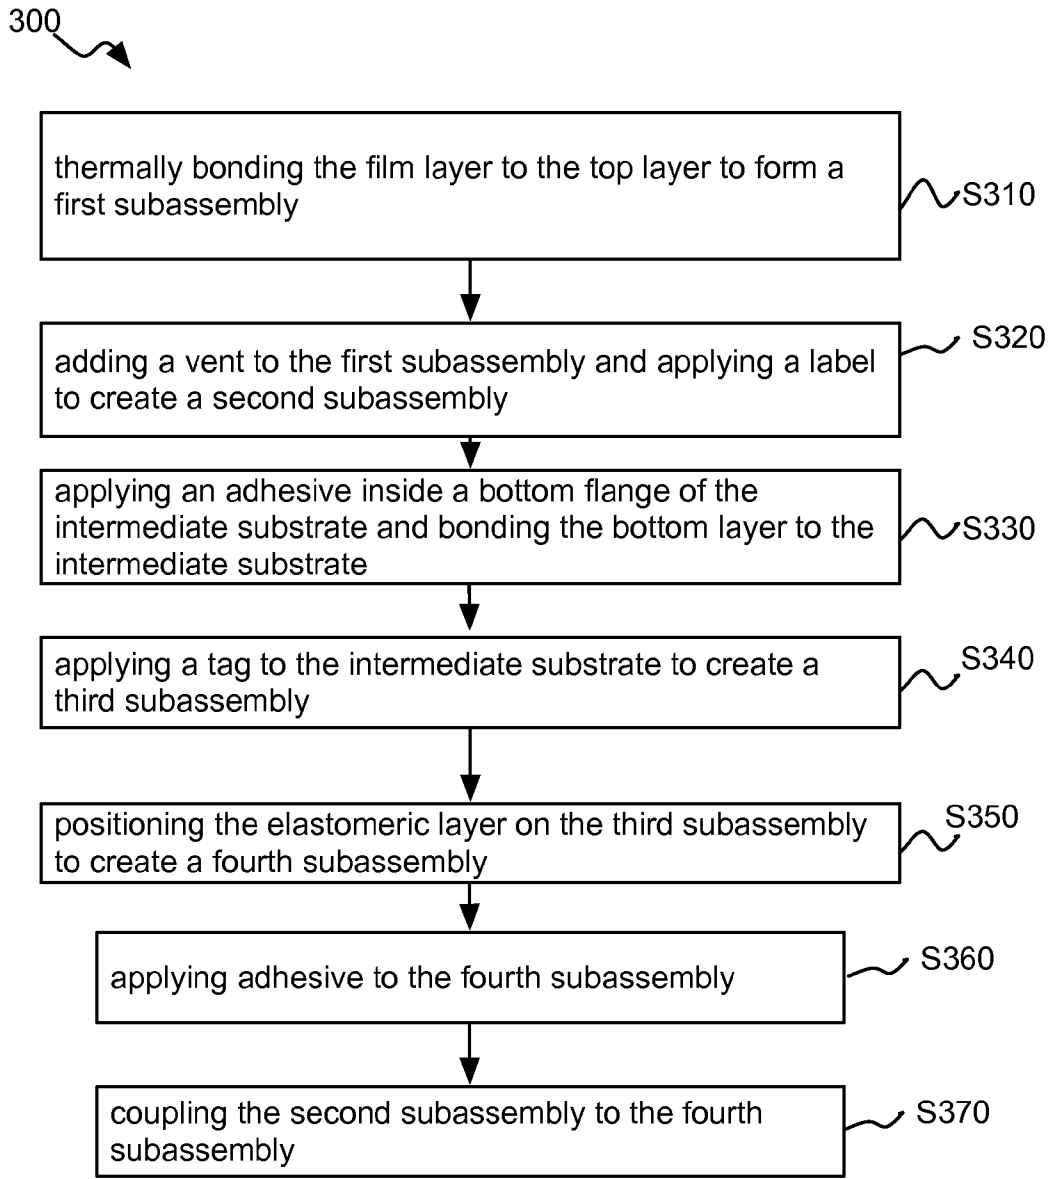 300
thermally bonding the film layer to the top layer to form a
first subassembly
S310
adding a vent to the first subassembly and applying a label
to create a second subassembly
S320
applying an adhesive inside a bottom flange of the
intermediate substrate and bonding the bottom layer to the
intermediate substrate
S330
applying a tag to the intermediate substrate to create a
third subassembly
S340
positioning the elastomeric layer on the third subassembly
to create a fourth subassembly
S350
applying adhesive to the fourth subassembly
S360
coupling the second subassembly to the fourth
subassembly
S370